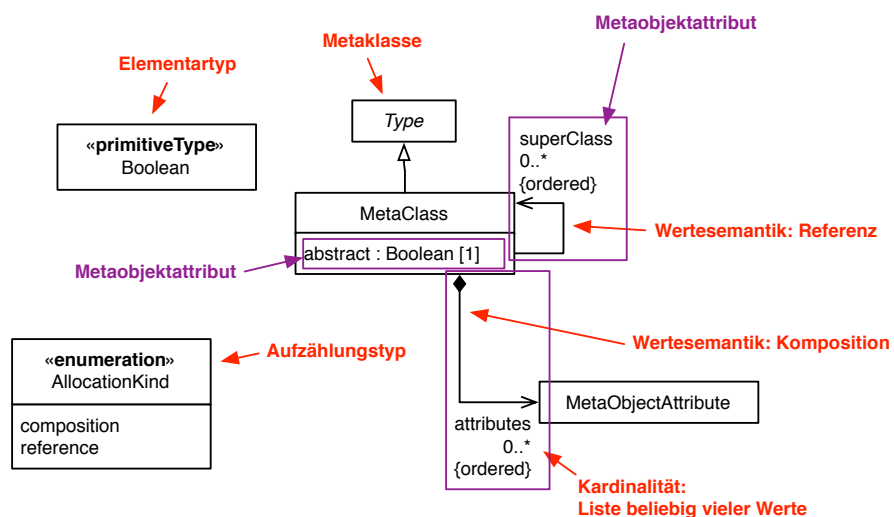 Metaobjektattribut
Metaklasse
Elementartyp
Type
superClass
0..*
{ordered}
«primitiveType»
Boolean
MetaClass
Wertesemantik: Referenz
abstract : Boolean [1]
Metaobjektattribut
Wertesemantik: Komposition
Aufzählungstyp
«enumeration»
AllocationKind
composition
reference
MetaObjectAttribute
attributes
0..*
{ordered}
Kardinalität:
Liste beliebig vieler Werte